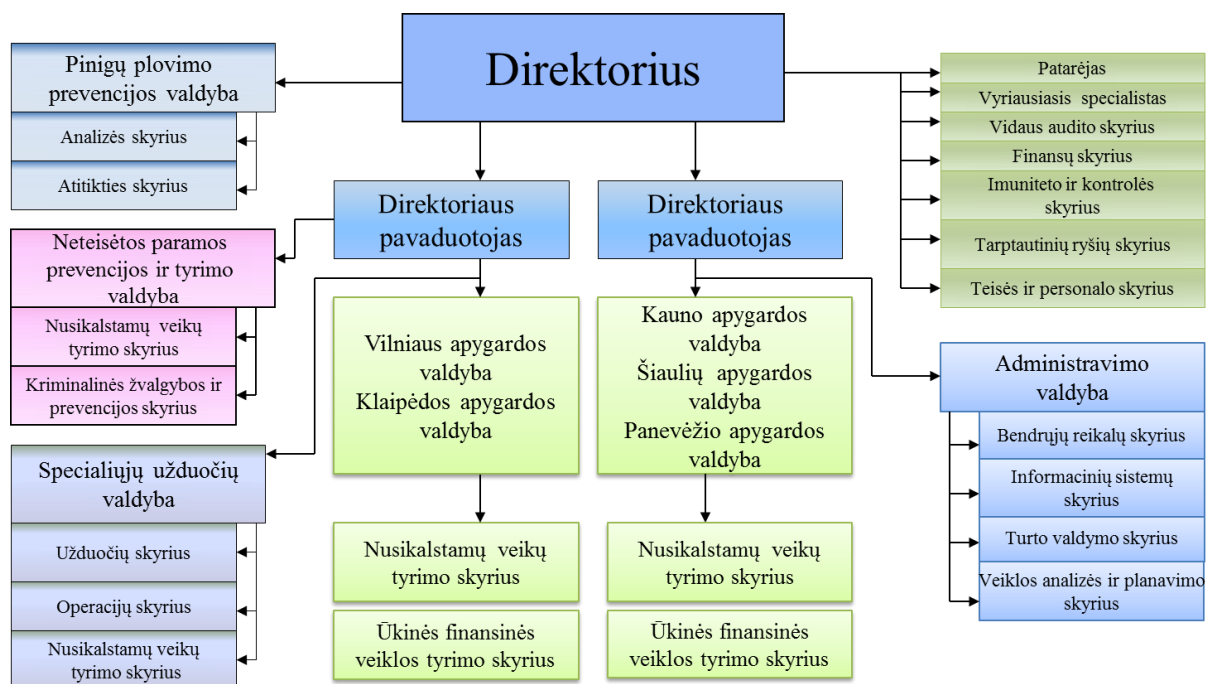 Direktorius
Pinigų plovimo
prevencijos valdyba
Analizės skyrius
Atitikties skyrius
Patarėjas
Vyriausiasis specialistas
Vidaus audito skyrius
Finansų skyrius
Imuniteto ir kontrolės
skyrius
Tarptautinių ryšių skyrius
Teisės ir personalo skyrius
Direktoriaus
pavaduotojas
Direktoriaus
pavaduotojas
Neteisėtos paramos
prevencijos ir tyrimo
valdyba
Nusikalstamų veikų
tyrimo skyrius
Kriminalinės žvalgybos ir
prevencijos skyrius
Vilniaus apygardos
valdyba
Klaipėdos apygardos
valdyba
Kauno apygardos
valdyba
Šiaulių apygardos
valdyba
Panevėžio apygardos
valdyba
Administravimo
valdyba
Bendrųjų reikalų skyrius
Informacinių sistemų
skyrius
Turto valdymo skyrius
Veiklos analizės ir planavimo
skyrius
Specialiųjų užduočių
valdyba
Užduočių skyrius
Operacijų skyrius
Nusikalstamų veikų
tyrimo skyrius
Nusikalstamų veikų
tyrimo skyrius
Ūkinės finansinės
veiklos tyrimo skyrius
Nusikalstamų veikų
tyrimo skyrius
Ūkinės finansinės
veiklos tyrimo skyrius